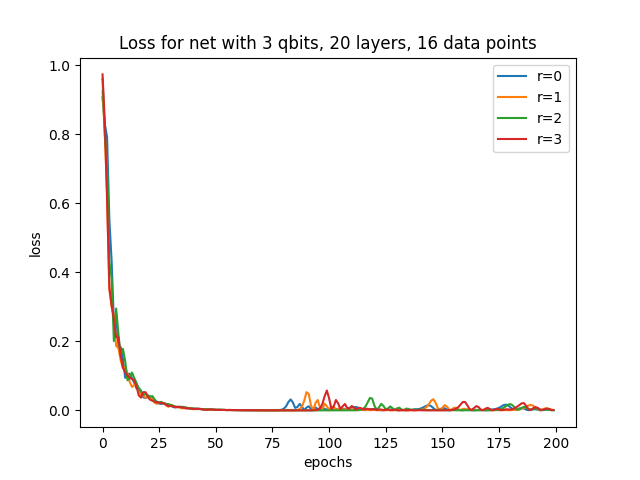 Loss for net with 3 qbits, 20 layers, 16 data points
1.0
0.8
0.6
0.4
0.2
0.0
loss
r=0
r=1
r=2
r=3
0 25 50 75 100 125 150 175 200
epochs